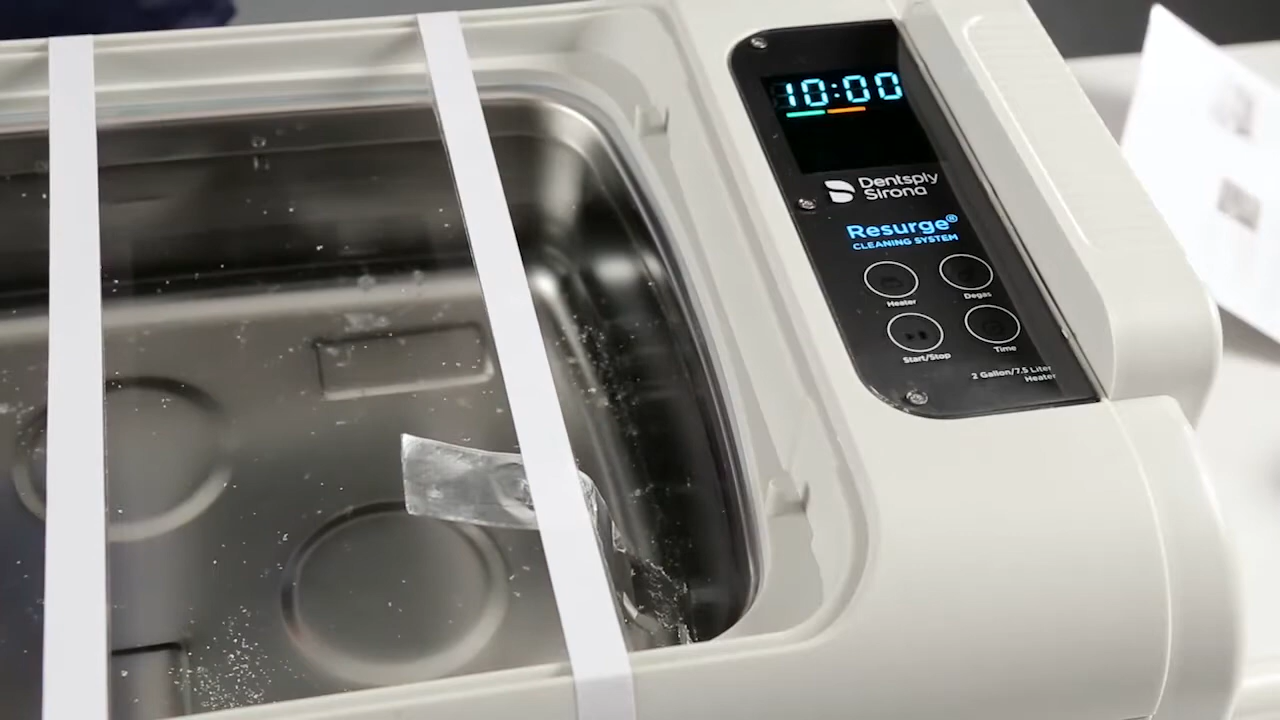 10:00
Dentsply
Sirona
Resurge®
CLEANING SYSTEM
Heater
Degas
Start/Stop
Time
2 Gallon/7.5 Liter
Heater